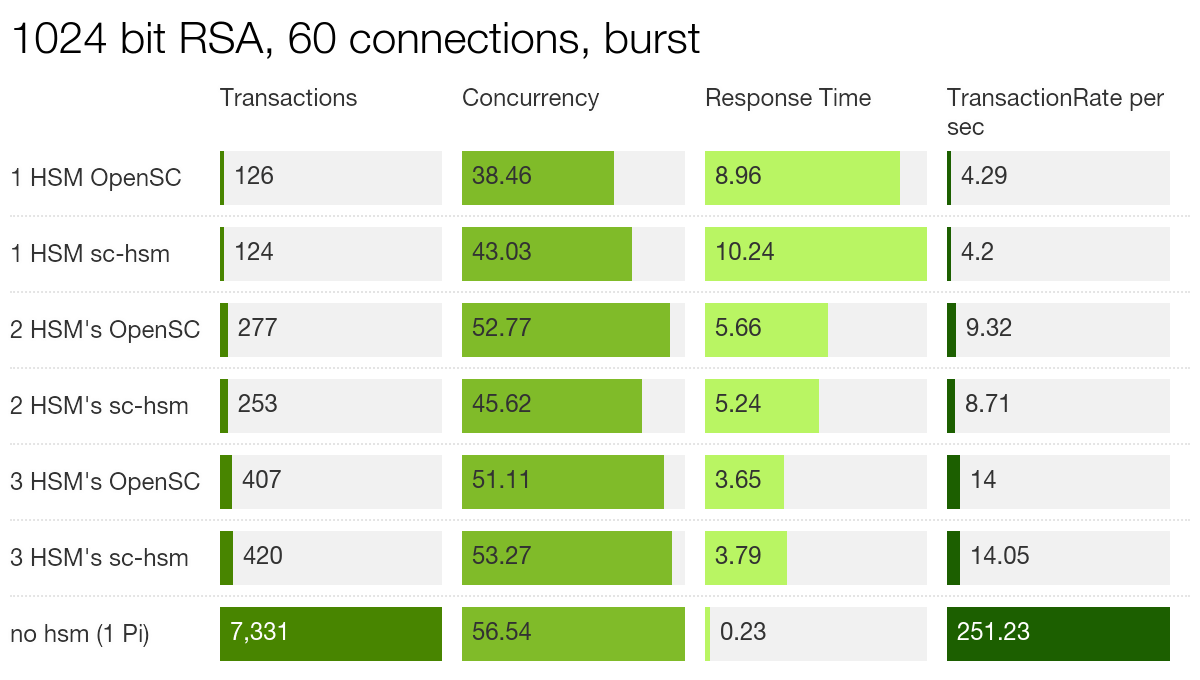 1024 bit RSA, 60 connections, burst
Transactions Concurrency Response Time TransactionRate per
sec
1 HSM OpenSC 126 38.46 8.96 4.29
1 HSM sc-hsm 124 43.03 10.24 4.2
2 HSM's OpenSC 277 52.77 5.66 9.32
2 HSM's sc-hsm 253 45.62 5.24 8.71
3 HSM's OpenSC 407 51.11 3.65 14
3 HSM's sc-hsm 420 53.27 3.79 14.05
no hsm (1 Pi) 7,331 56.54 0.23 251.23